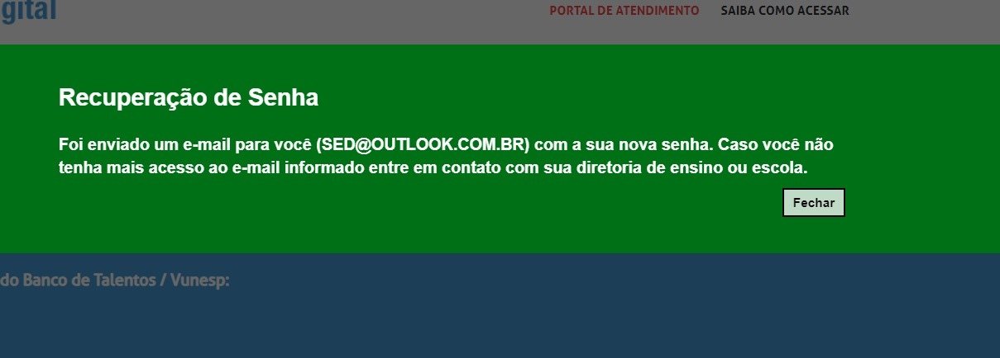 gital
PORTAL DE ATENDIMENTO SAIBA COMO ACESSAR
Recuperação de Senha
Foi enviado um e-mail para você (SED@OUTLOOK.COM.BR) com a sua nova senha. Caso você não
tenha mais acesso ao e-mail informado entre em contato com sua diretoria de ensino ou escola.
Fechar
do Banco de Talentos / Vunesp: